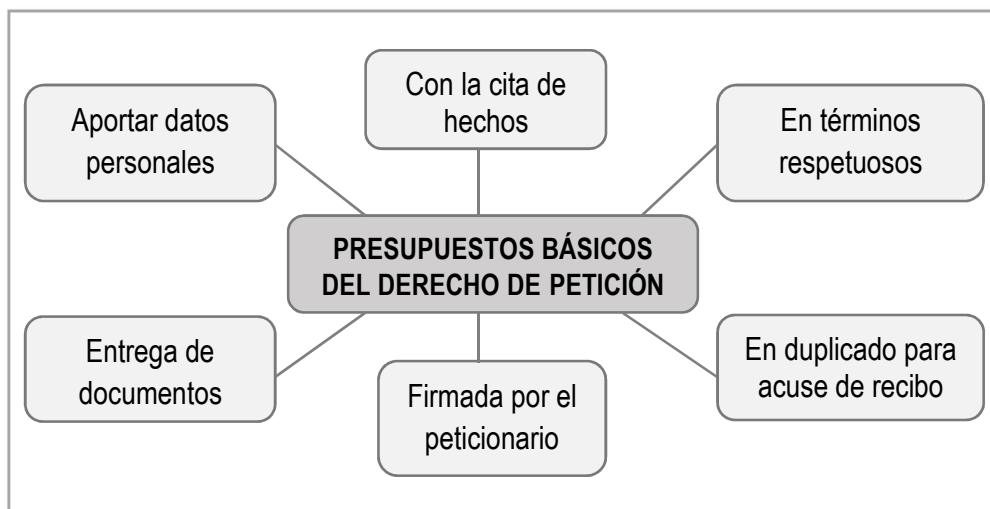 Aportar datos
personales
Con la cita de
hechos
En términos
respetuosos
PRESUPUESTOS BÁSICOS
DEL DERECHO DE PETICIÓN
Entrega de
documentos
Firmada por el
peticionario
En duplicado para
acuse de recibo